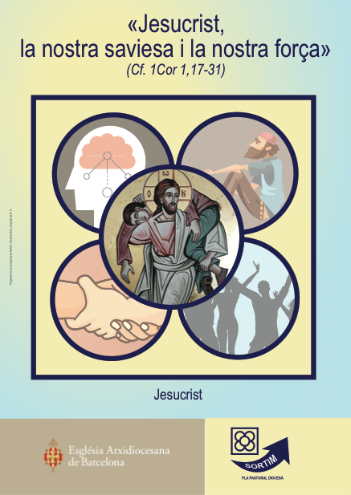 «Jesucrist,
la nostra saviesa i la nostra força»
(Cf. 1Cor 1,17-31)
Jesucrist
Església Arxidiocesana
de Barcelona
SORTIM
PLA PASTORAL DIOCESÀ